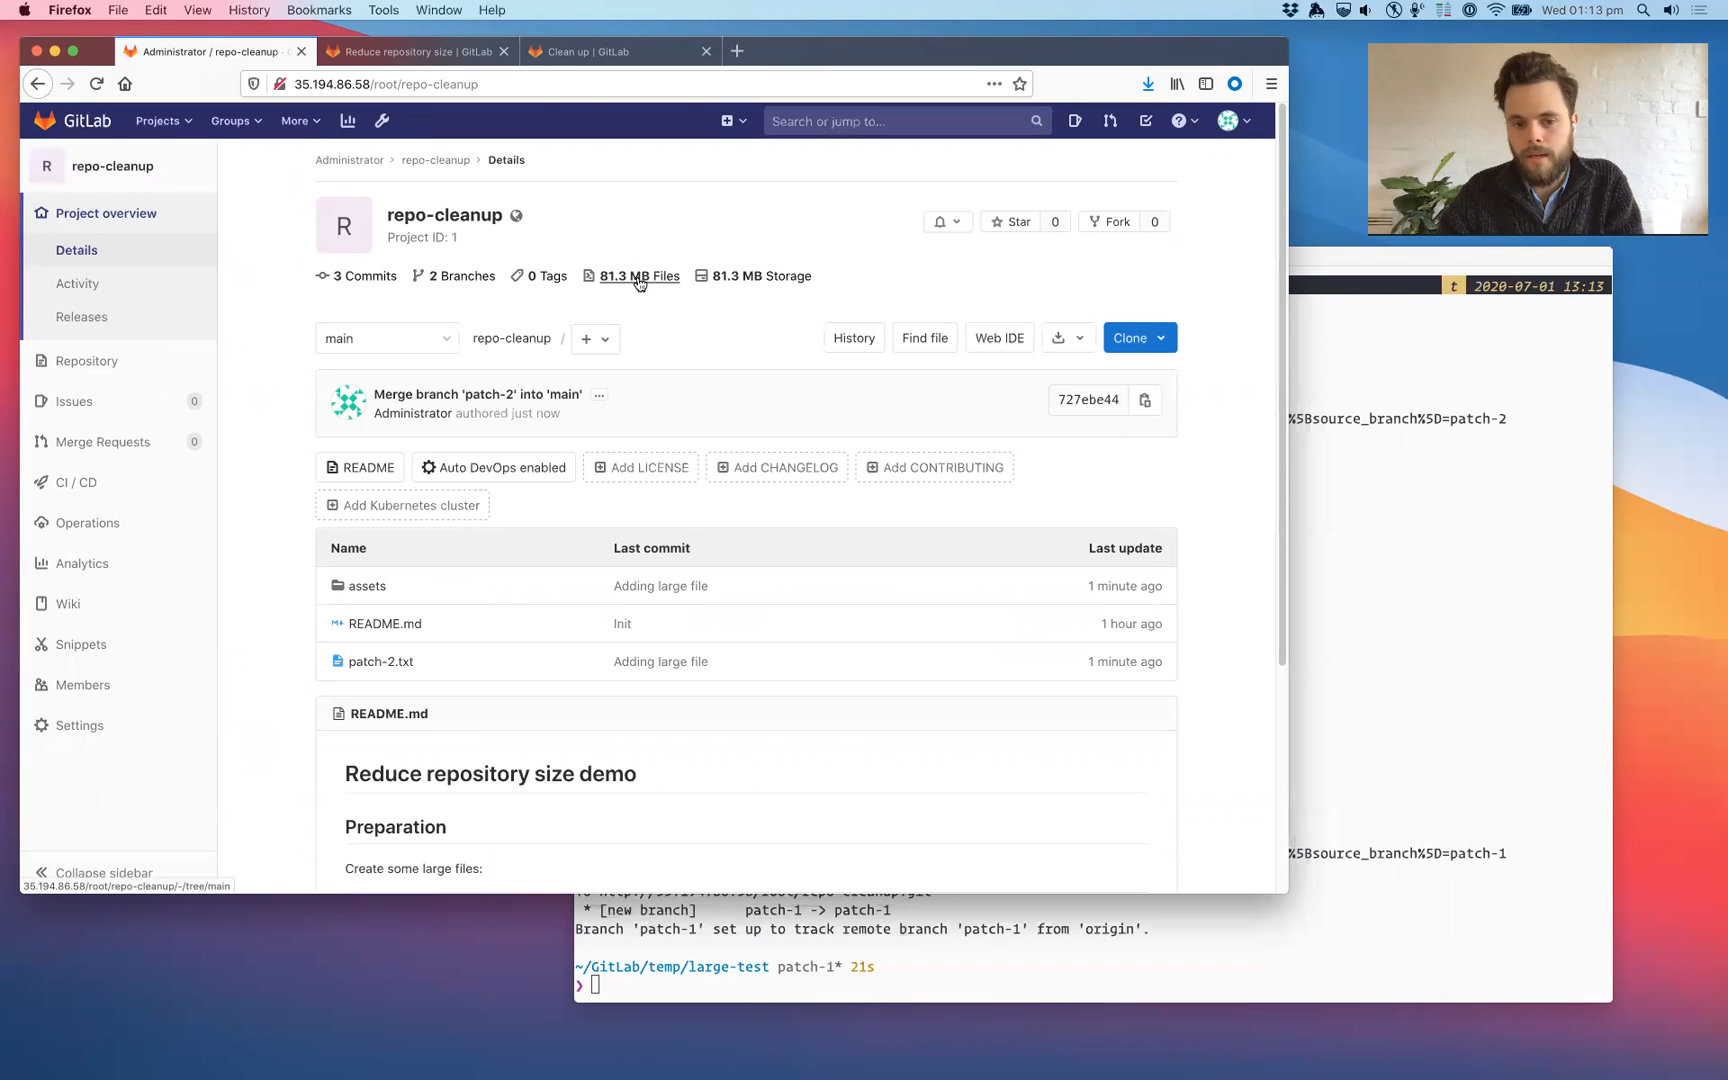 Firefox File Edit View History Bookmarks Tools Window Help
Wed 01:13 pm
Administrator / repo-cleanup ·
Reduce repository size | GitLab
Clean up | GitLab
35.194.86.58/root/repo-cleanup
GitLab Projects Groups More
Search or jump to...
R repo-cleanup
Project overview
Details
Activity
Releases
Repository
Issues 0
Merge Requests 0
CI / CD
Operations
Analytics
Wiki
Snippets
Members
Settings
Collapse sidebar
35.194.86.58/root/repo-cleanup/-/tree/main
Administrator > repo-cleanup > Details
R
repo-cleanup
Project ID: 1
Star 0
Fork 0
3 Commits 2 Branches 0 Tags 81.3 MB Files 81.3 MB Storage
main repo-cleanup / +
History Find file Web IDE Clone
Merge branch 'patch-2' into 'main' ...
Administrator authored just now
727ebe44
README Auto DevOps enabled Add LICENSE Add CHANGELOG Add CONTRIBUTING
Add Kubernetes cluster
Name Last commit Last update
assets Adding large file 1 minute ago
README.md Init 1 hour ago
patch-2.txt Adding large file 1 minute ago
README.md
Reduce repository size demo
Preparation
Create some large files:
t 2020-07-01 13:13
%5Bsource_branch%5D=patch-2
%5Bsource_branch%5D=patch-1
* [new branch] patch-1 -> patch-1
Branch 'patch-1' set up to track remote branch 'patch-1' from 'origin'.
~/GitLab/temp/large-test patch-1* 21s
❯